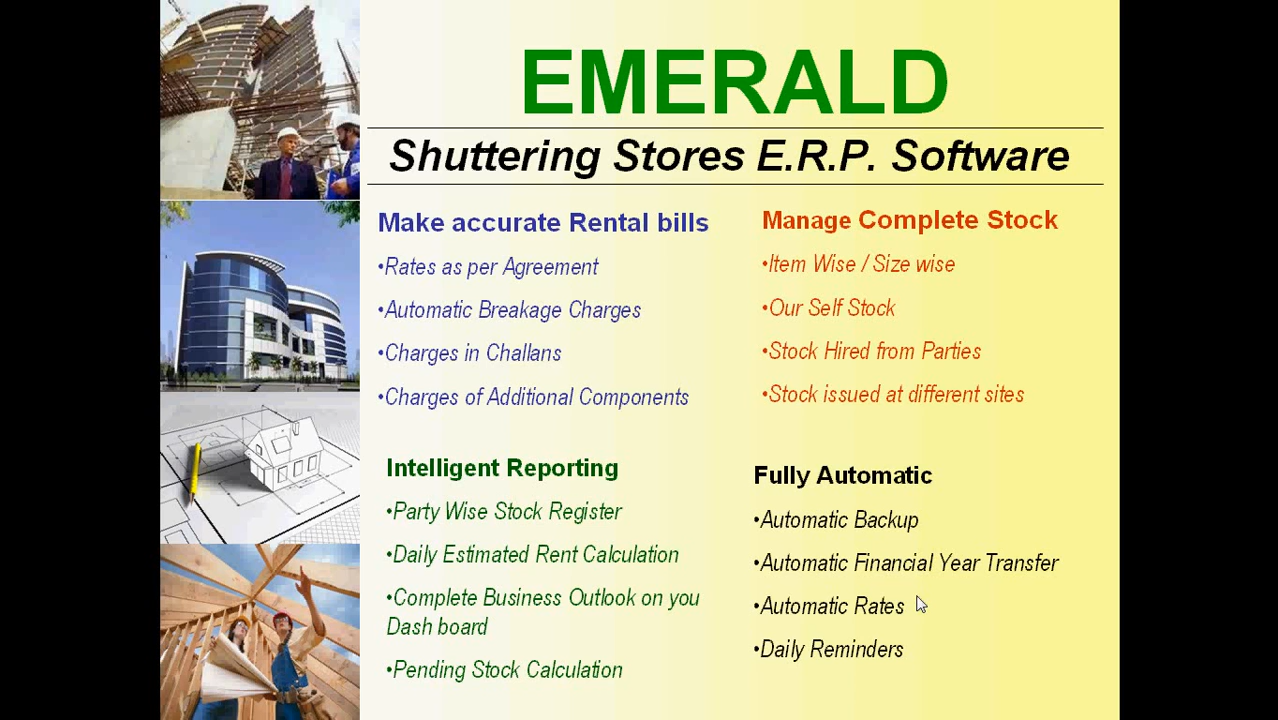 EMERALD
Shuttering Stores E.R.P. Software
Make accurate Rental bills
•Rates as per Agreement
•Automatic Breakage Charges
•Charges in Challans
•Charges of Additional Components
Manage Complete Stock
•Item Wise / Size wise
•Our Self Stock
•Stock Hired from Parties
•Stock issued at different sites
Intelligent Reporting
•Party Wise Stock Register
•Daily Estimated Rent Calculation
•Complete Business Outlook on you
Dash board
•Pending Stock Calculation
Fully Automatic
•Automatic Backup
•Automatic Financial Year Transfer
•Automatic Rates
•Daily Reminders